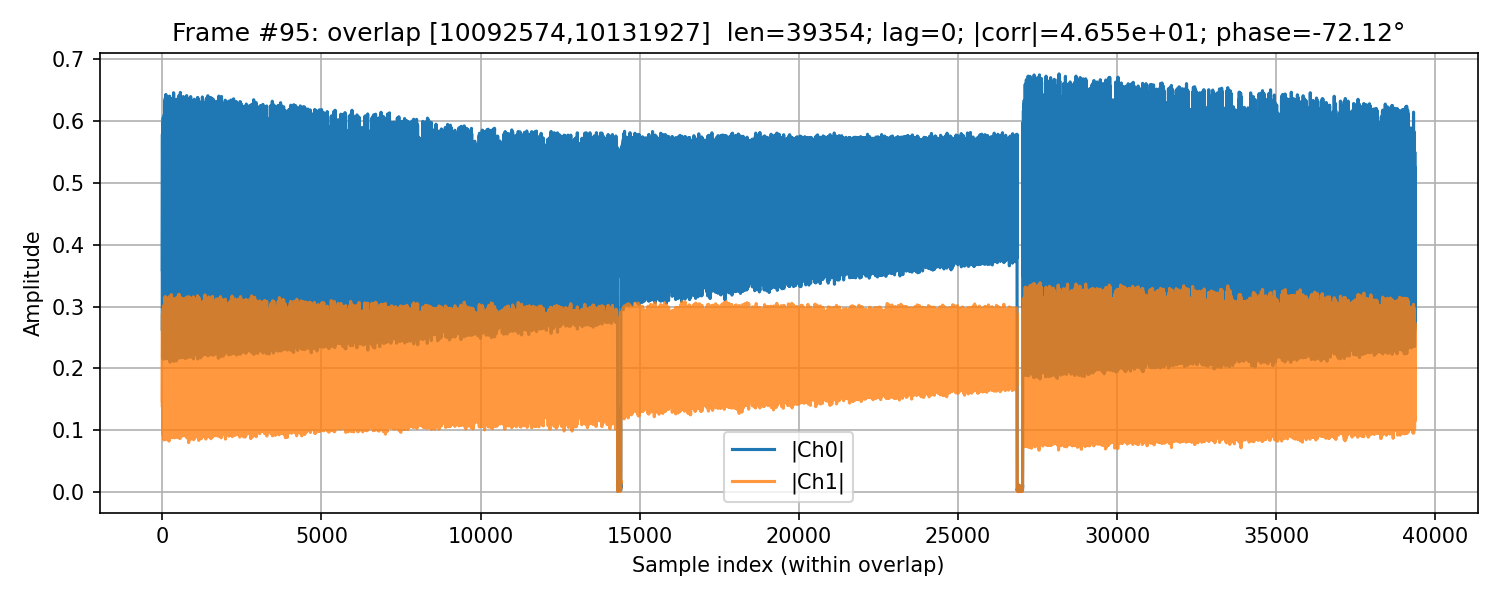 Frame #95: overlap [10092574,10131927]  len=39354; lag=0; |corr|=4.655e+01; phase=-72.12°
Amplitude
0.7
0.6
0.5
0.4
0.3
0.2
0.1
0.0
|Ch0|
|Ch1|
0 5000 10000 15000 20000 25000 30000 35000 40000
Sample index (within overlap)